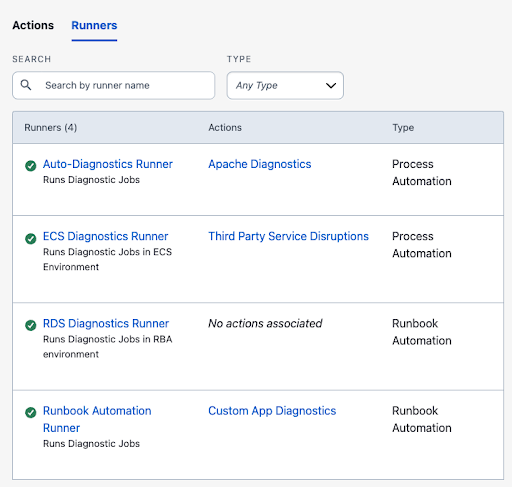 Actions Runners
SEARCH TYPE
Search by runner name Any Type
Runners (4) Actions Type
Auto-Diagnostics Runner Apache Diagnostics Process
Runs Diagnostic Jobs Automation
ECS Diagnostics Runner Third Party Service Disruptions Process
Runs Diagnostic Jobs in ECS Automation
Environment
RDS Diagnostics Runner No actions associated Runbook
Runs Diagnostic Jobs in RBA Automation
environment
Runbook Automation Custom App Diagnostics Runbook
Runner Automation
Runs Diagnostic Jobs